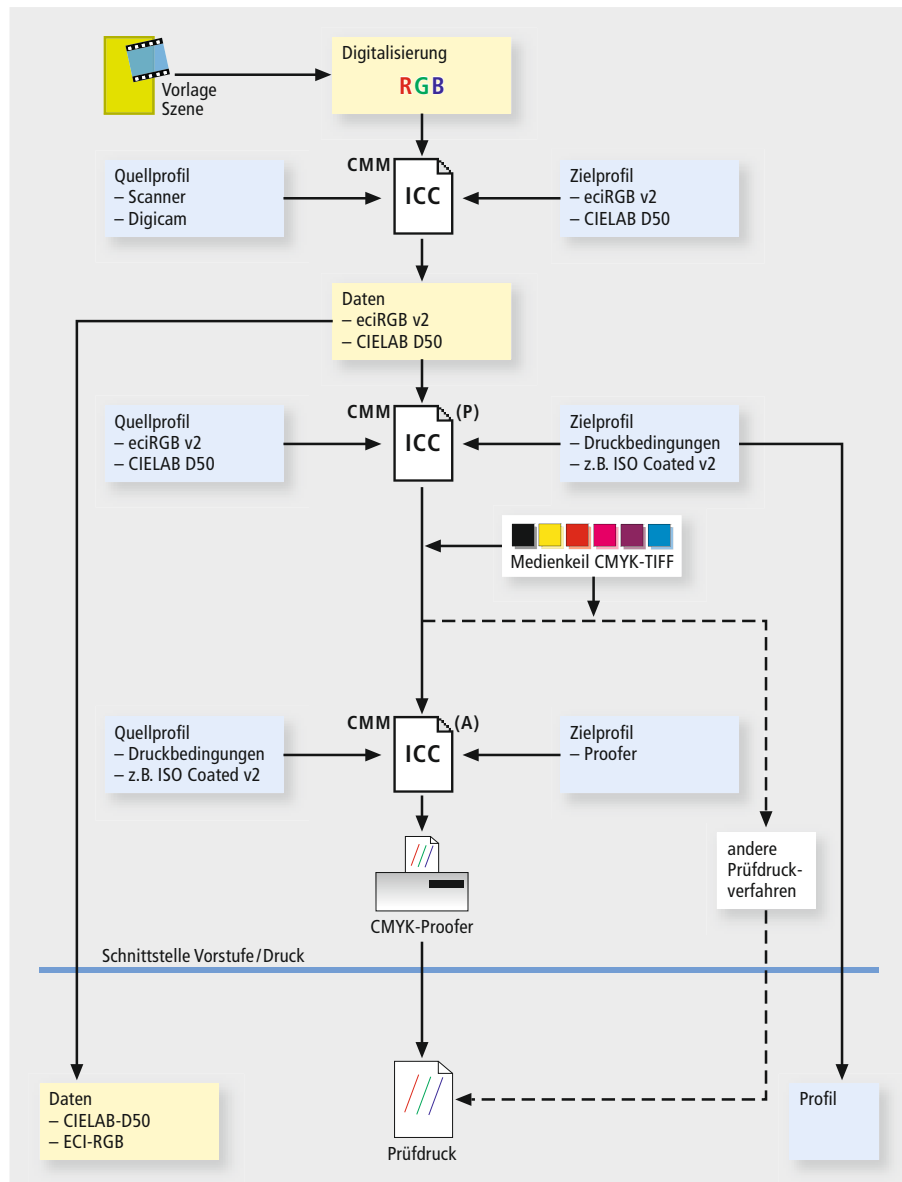 Digitalisierung
RGB
Vorlage
Szene
CMM
ICC
Quellprofil
– Scanner
– Digicam
Zielprofil
– eciRGB v2
– CIELAB D50
Daten
– eciRGB v2
– CIELAB D50
CMM
(P)
ICC
Quellprofil
– eciRGB v2
– CIELAB D50
Zielprofil
– Druckbedingungen
– z.B. ISO Coated v2
Medienkeil CMYK-TIFF
CMM
(A)
ICC
Quellprofil
– Druckbedingungen
– z.B. ISO Coated v2
Zielprofil
– Proofer
andere
Prüfdruck-
verfahren
CMYK-Proofer
Schnittstelle Vorstufe/Druck
Daten
– CIELAB-D50
– ECI-RGB
Prüfdruck
Profil